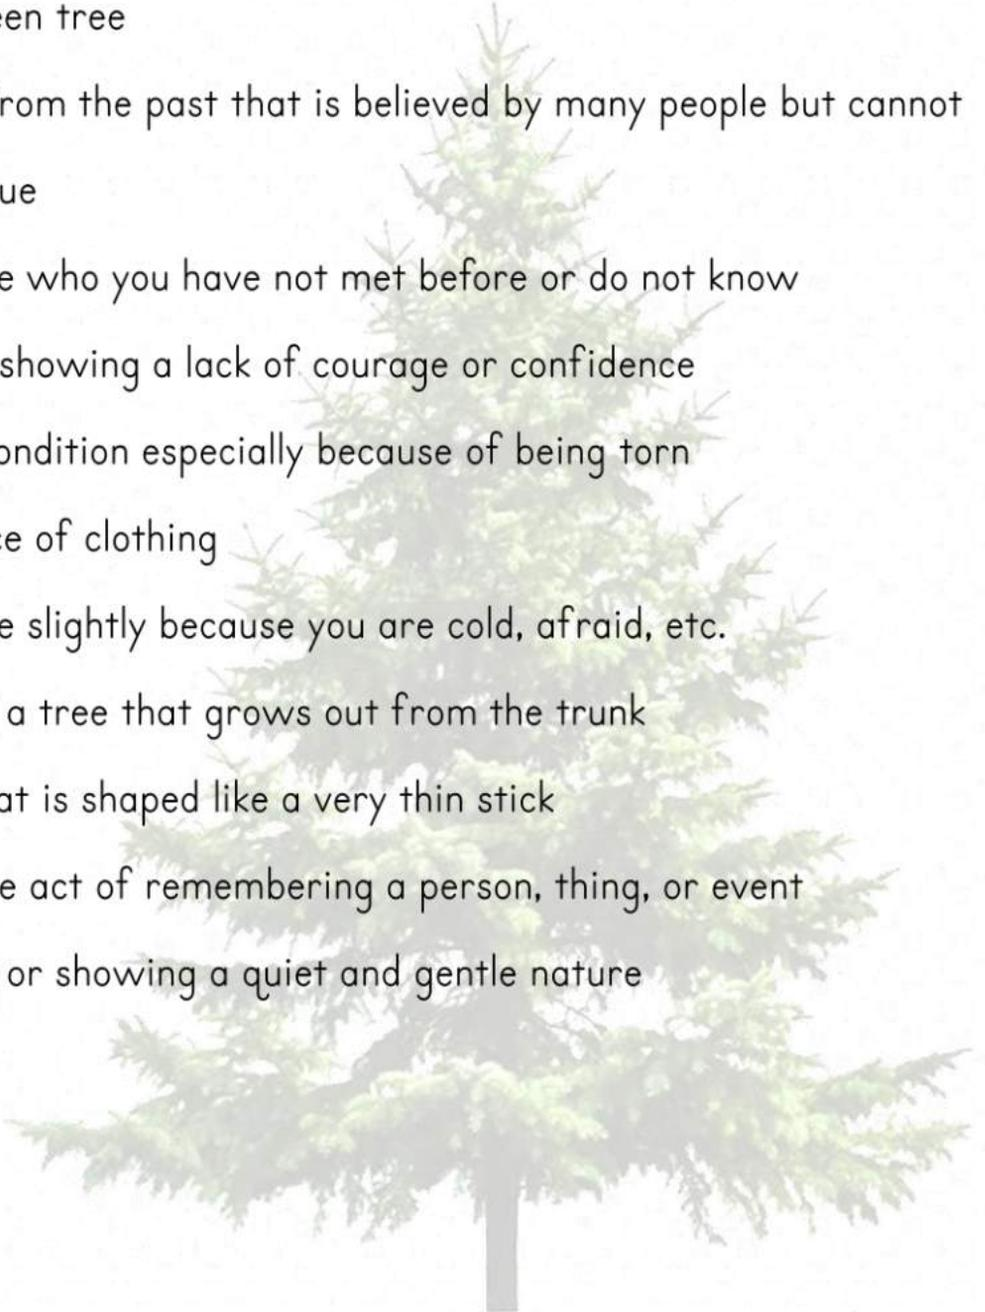 een tree
rom the past that is believed by many people but cannot
ue
e who you have not met before or do not know
showing a lack of courage or confidence
ondition especially because of being torn
ce of clothing
e slightly because you are cold, afraid, etc.
a tree that grows out from the trunk
at is shaped like a very thin stick
e act of remembering a person, thing, or event
or showing a quiet and gentle nature